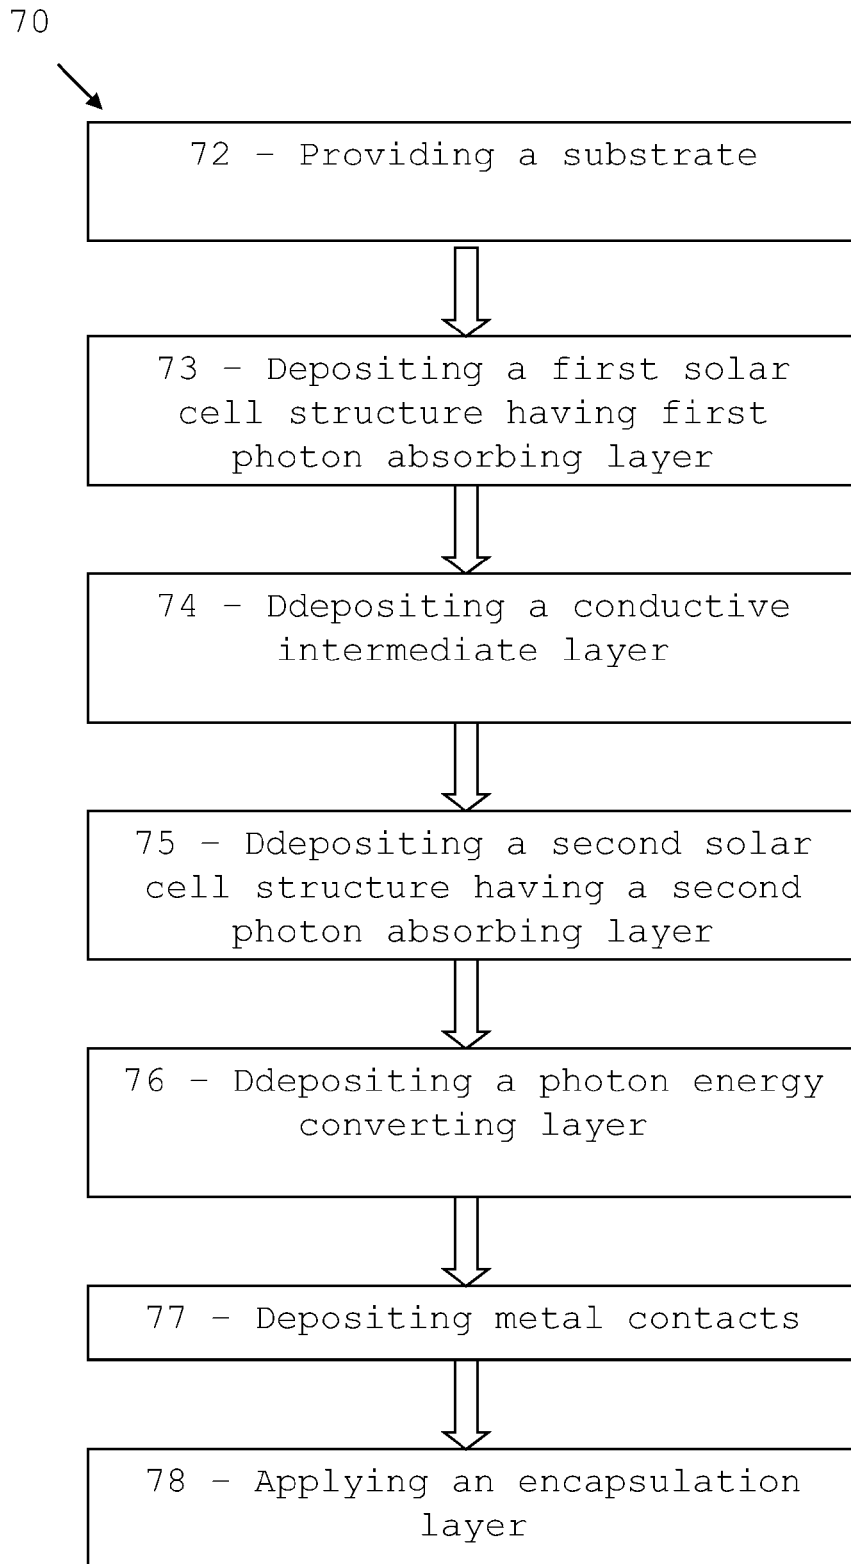 70
72 – Providing a substrate
73 – Depositing a first solar
cell structure having first
photon absorbing layer
74 – Ddepositing a conductive
intermediate layer
75 – Ddepositing a second solar
cell structure having a second
photon absorbing layer
76 – Ddepositing a photon energy
converting layer
77 – Depositing metal contacts
78 – Applying an encapsulation
layer